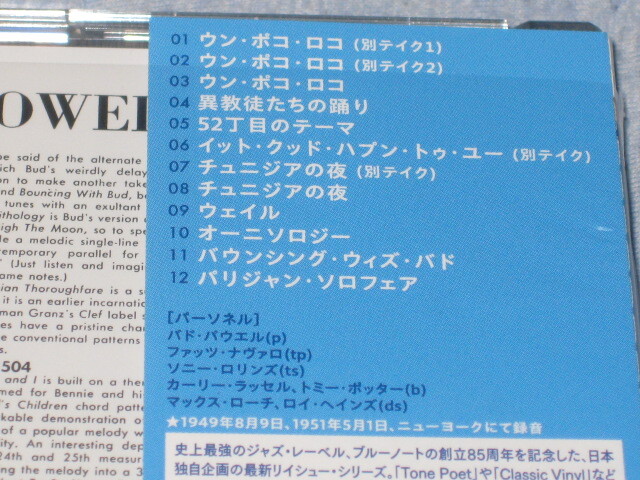 OWEL
be said of the alternate
ich Bud's weirdly delay
on to make another take
nd Bouncing With Bud, be
tunes with an exultant
ithology is Bud's version
igh The Moon, so to spe
le a melodic single-line
temporary parallel for
(Just listen and imagi
ame notes.)
ian Thoroughfare is a s
it is an earlier incarnatio
man Granz's Clef label s
es have a pristine chan
e conventional patterns
s.
504
and I is built on a ther
med for Bennie and hi
's Children chord patte
kable demonstration o
of a popular melody w
ity. An interesting dep
24th and 25th measur
ng the melody into a 3
01 ウン・ポコ・ロコ (別テイク1)
02 ウン・ポコ・ロコ (別テイク2)
03 ウン・ポコ・ロコ
04 異教徒たちの踊り
05 52丁目のテーマ
06 イット・クッド・ハプン・トゥ・ユー (別テイク)
07 チュニジアの夜 (別テイク)
08 チュニジアの夜
09 ウェイル
10 オーニソロジー
11 バウンシング・ウィズ・バド
12 パリジャン・ソロフェア
[パーソネル]
バド・パウエル(p)
ファッツ・ナヴァロ(tp)
ソニー・ロリンズ(ts)
カーリー・ラッセル、トミー・ポッター(b)
マックス・ローチ、ロイ・ヘインズ(ds)
★1949年8月9日、1951年5月1日、ニューヨークにて録音
史上最強のジャズ・レーベル、ブルーノートの創立85周年を記念した、日本
独自企画の最新リイシュー・シリーズ。「Tone Poet」や「Classic Vinyl」など